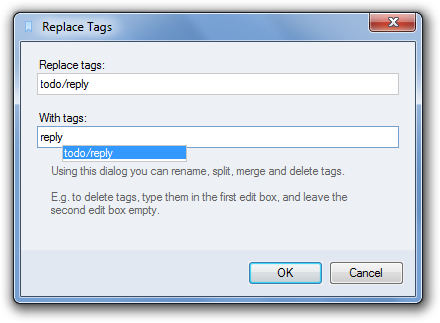 Replace Tags
Replace tags:
todo/reply
With tags:
reply
todo/reply
Using this dialog you can rename, split, merge and delete tags.
E.g. to delete tags, type them in the first edit box, and leave the
second edit box empty.
OK
Cancel